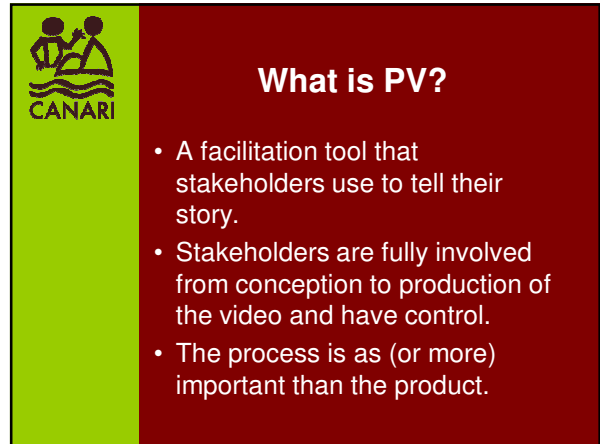 CANARI
What is PV?
• A facilitation tool that
stakeholders use to tell their
story.
• Stakeholders are fully involved
from conception to production of
the video and have control.
• The process is as (or more)
important than the product.